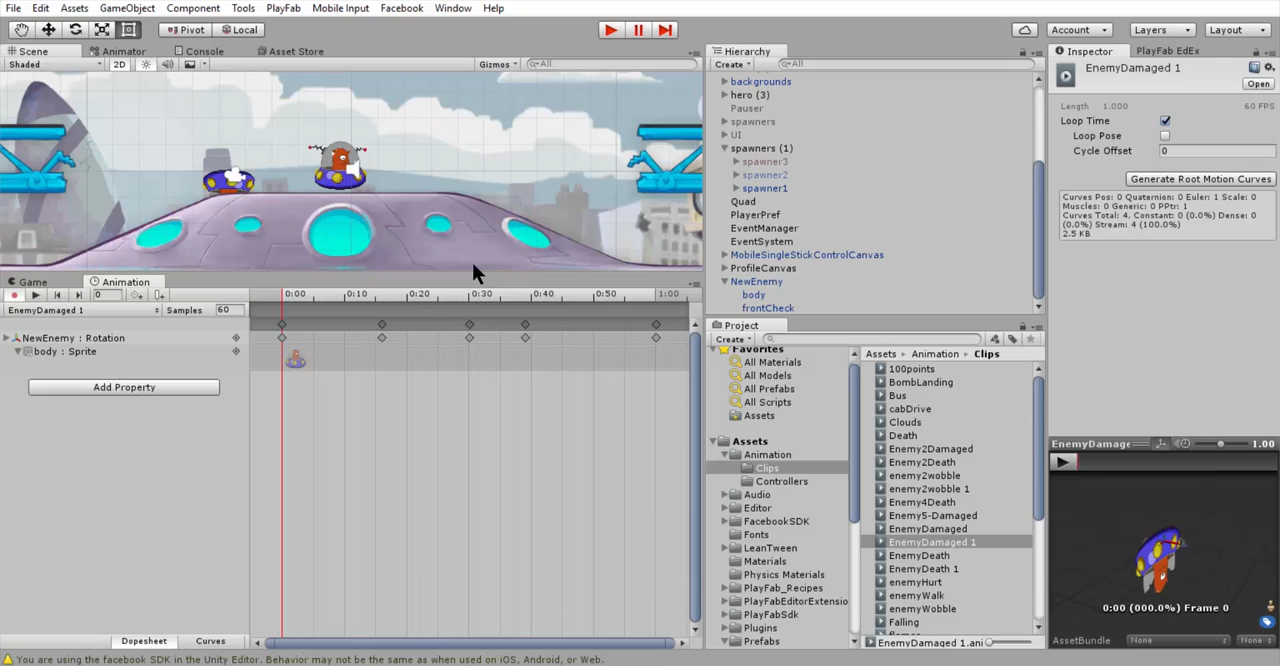 File Edit Assets GameObject Component Tools PlayFab Mobile Input Facebook Window Help
Pivot Local Account Layers Layout
Scene Animator Console Asset Store
Shaded 2D Gizmos All
Game Animation
0 0:00 0:10 0:20 0:30 0:40 0:50 1:00
EnemyDamaged 1 Samples 60
NewEnemy : Rotation
body : Sprite
Add Property
Dopesheet Curves
Hierarchy
Create All
backgrounds
hero (3)
Pauser
spawners
UI
spawners (1)
spawner3
spawner2
spawner1
Quad
PlayerPref
EventManager
EventSystem
MobileSingleStickControlCanvas
ProfileCanvas
NewEnemy
body
frontCheck
Project
Create
Favorites
All Materials
All Models
All Prefabs
All Scripts
Assets
Assets
Animation
Clips
Controllers
Audio
Editor
FacebookSDK
Fonts
LeanTween
Materials
Physics Materials
PlayFab_Recipes
PlayFabEditorExtensio
PlayFabSdk
Plugins
Prefabs
Assets Animation Clips
100points
BombLanding
Bus
cabDrive
Clouds
Death
Enemy2Damaged
Enemy2Death
enemy2wobble
enemy2wobble 1
Enemy4Death
Enemy5-Damaged
EnemyDamaged
EnemyDamaged 1
EnemyDeath
EnemyDeath 1
enemyHurt
enemyWalk
enemyWobble
Falling
EnemyDamaged 1.ani
Inspector PlayFab EdEx
EnemyDamaged 1
Open
Length 1.000 60 FPS
Loop Time
Loop Pose
Cycle Offset 0
Generate Root Motion Curves
Curves Pos: 0 Quaternion: 0 Euler: 1 Scale: 0
Muscles: 0 Generic: 0 PPtr: 1
Curves Total: 4, Constant: 0 (0.0%) Dense: 0
(0.0%) Stream: 4 (100.0%)
2.5 KB
EnemyDamage 1.00
0:00 (000.0%) Frame 0
AssetBundle None None
You are using the facebook SDK in the Unity Editor. Behavior may not be the same as when used on iOS, Android, or Web.